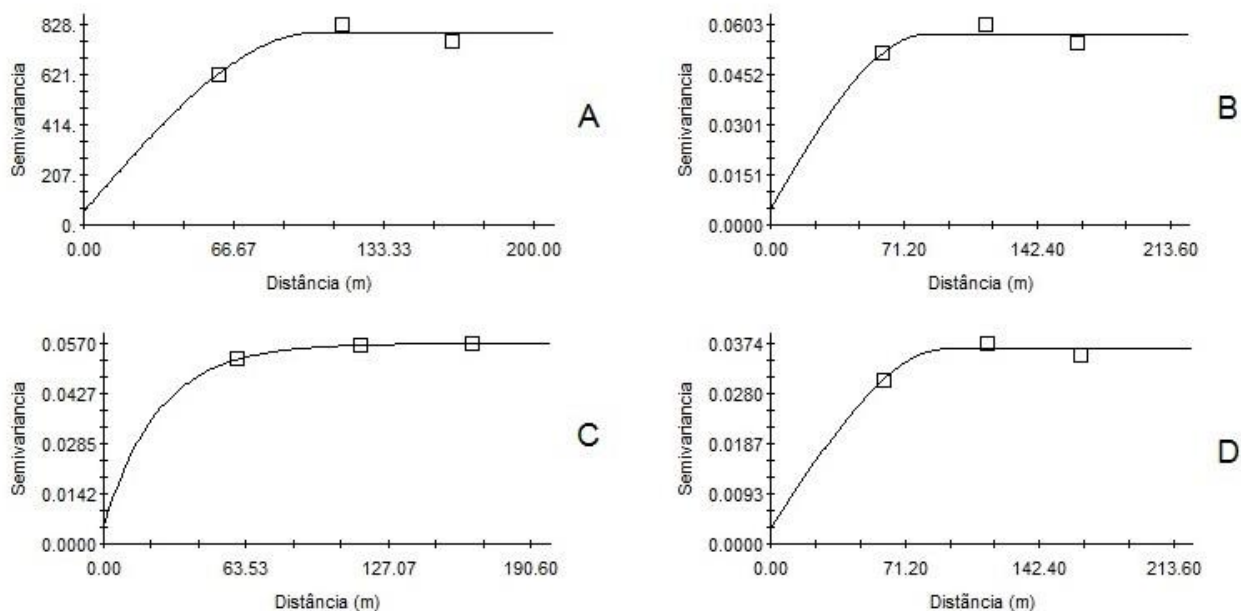 828.
621.
414.
207.
0.
Semivariancia
0.00 66.67 133.33 200.00
Distância (m)
A
0.0603
0.0452
0.0301
0.0151
0.0000
Semivariancia
0.00 71.20 142.40 213.60
Distância (m)
B
0.0570
0.0427
0.0285
0.0142
0.0000
Semivariancia
0.00 63.53 127.07 190.60
Distância (m)
C
0.0374
0.0280
0.0187
0.0093
0.0000
Semivariancia
0.00 71.20 142.40 213.60
Distãncia (m)
D